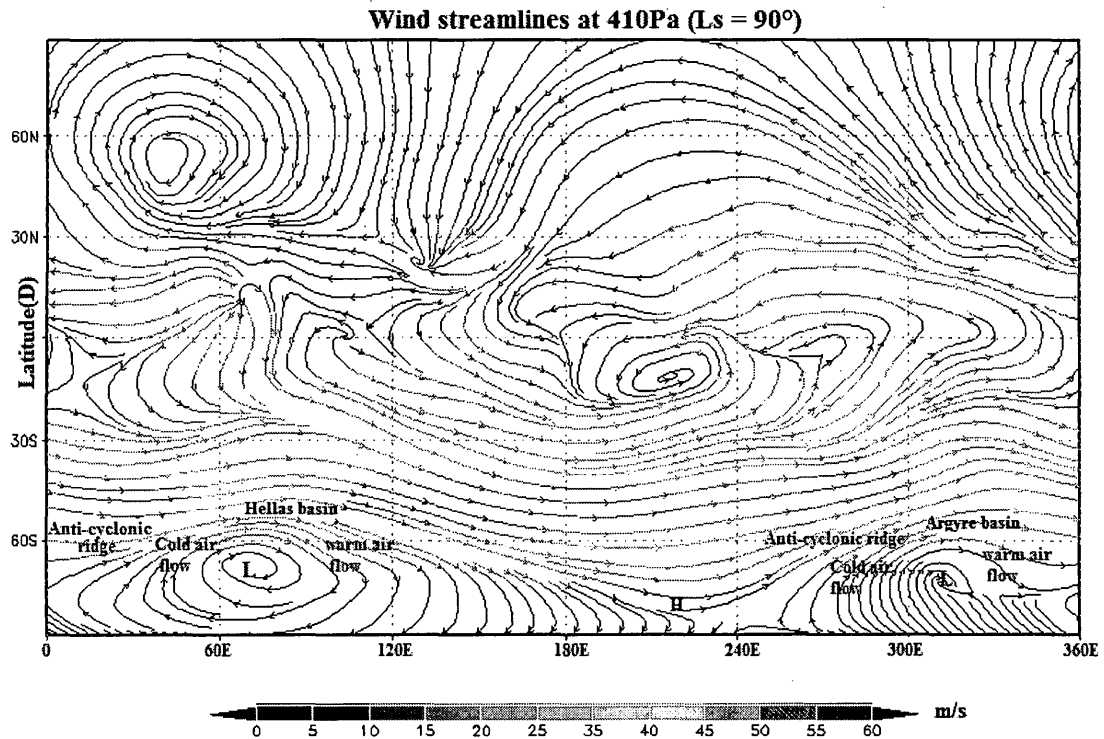 Wind streamlines at 410Pa (Ls = 90°)
Latitude(D)
60N
30N
30S
60S
Hellas basin
Anti-cyclonic
ridge
Cold air
flow
warm air
flow
L
Argyre basin
Anti-cyclonic ridge
Cold air
flow
warm air
flow
H
L
0 60E 120E 180E 240E 300E 360E
0 5 10 15 20 25 35 45 50 55 60
m/s